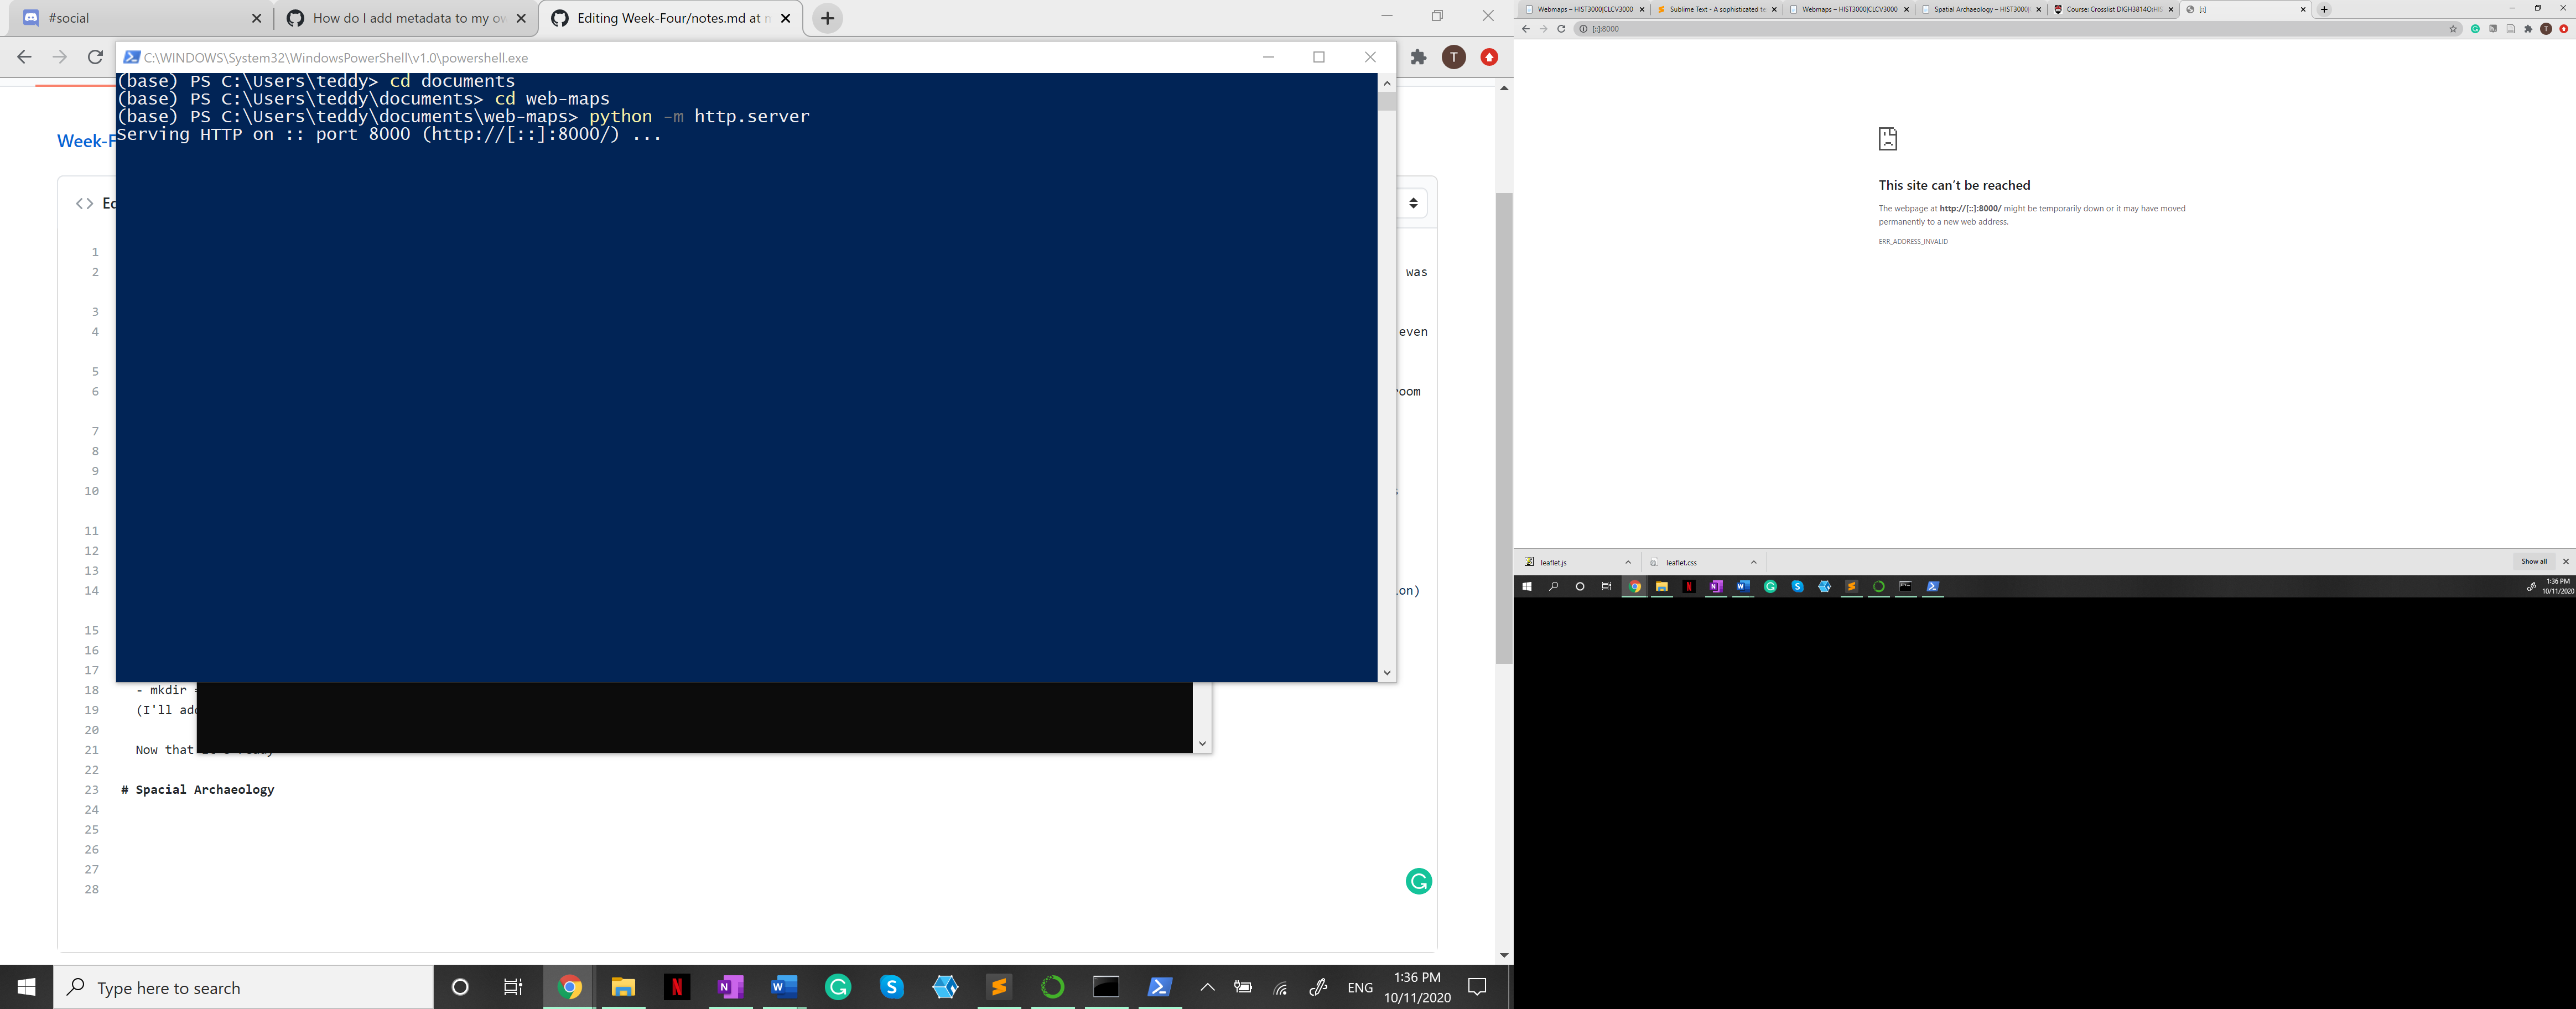 #social
How do I add metadata to my ow
Editing Week-Four/notes.md at m
T
C:\WINDOWS\System32\WindowsPowerShell\v1.0\powershell.exe
(base) PS C:\Users\teddy> cd documents
(base) PS C:\Users\teddy\documents> cd web-maps
(base) PS C:\Users\teddy\documents\web-maps> python -m http.server
Serving HTTP on :: port 8000 (http://[::]:8000/) ...
Week-F
<> Ed
1
2 was
3
4 even
5
6 room
7
8
9
10 s
11
12
13
14 ion)
15
16
17
18 - mkdir =
19 (I'll add
20
21 Now that it's ready
22
23 # Spacial Archaeology
24
25
26
27
28
Type here to search
ENG
1:36 PM
10/11/2020
Webmaps – HIST3000|CLCV3000
Sublime Text - A sophisticated te
Webmaps – HIST3000|CLCV3000
Spatial Archaeology – HIST3000|
Course: Crosslist DIGH3814O:HIS
[::]
[::]:8000
T
This site can't be reached
The webpage at http://[::]:8000/ might be temporarily down or it may have moved
permanently to a new web address.
ERR_ADDRESS_INVALID
leaflet.js
leaflet.css
Show all
1:36 PM
10/11/2020